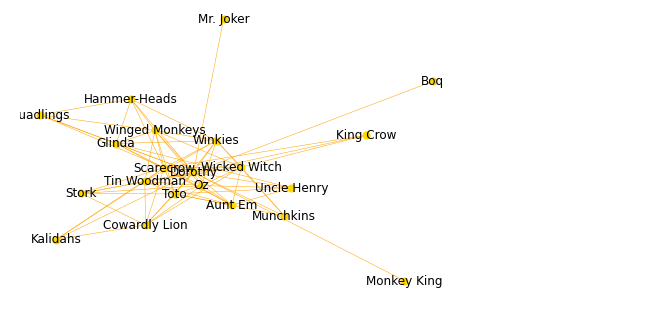 Mr. Joker
Boq
Hammer-Heads
uadlings
Winged Monkeys
King Crow
Glinda
Winkies
Scarecrow
Wicked Witch
Dorothy
Tin Woodman
Oz
Uncle Henry
Stork
Toto
Aunt Em
Munchkins
Cowardly Lion
Kalidahs
Monkey King